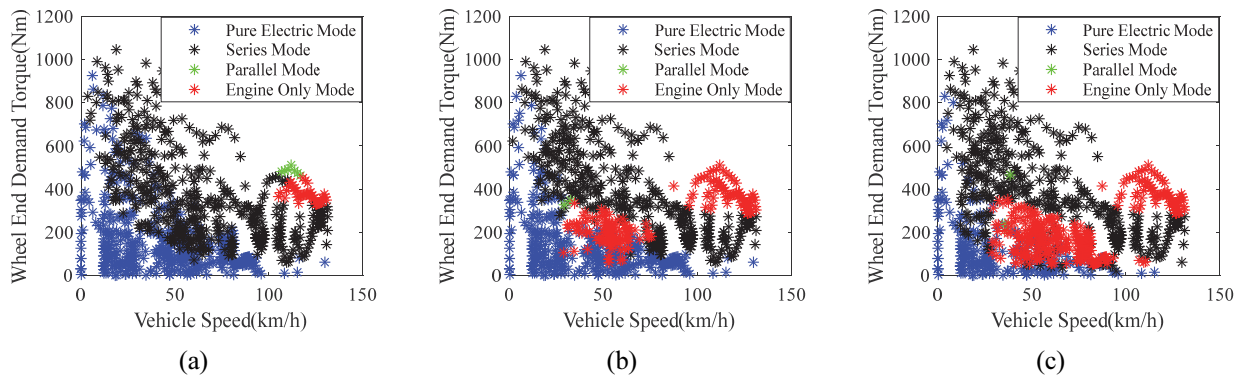 Wheel End Demand Torque(Nm)
1200
1000
800
600
400
200
0
Pure Electric Mode
Series Mode
Parallel Mode
Engine Only Mode
0 50 100 150
Vehicle Speed(km/h)
(a)
Wheel End Demand Torque(Nm)
1200
1000
800
600
400
200
0
Pure Electric Mode
Series Mode
Parallel Mode
Engine Only Mode
0 50 100 150
Vehicle Speed(km/h)
(b)
Wheel End Demand Torque(Nm)
1200
1000
800
600
400
200
0
Pure Electric Mode
Series Mode
Parallel Mode
Engine Only Mode
0 50 100 150
Vehicle Speed(km/h)
(c)